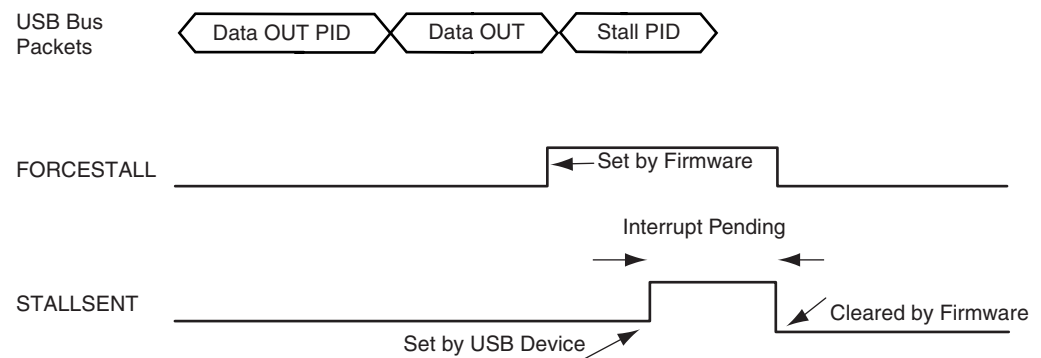 USB Bus
Packets
Data OUT PID
Data OUT
Stall PID
FORCESTALL
Set by Firmware
Interrupt Pending
STALLSENT
Cleared by Firmware
Set by USB Device